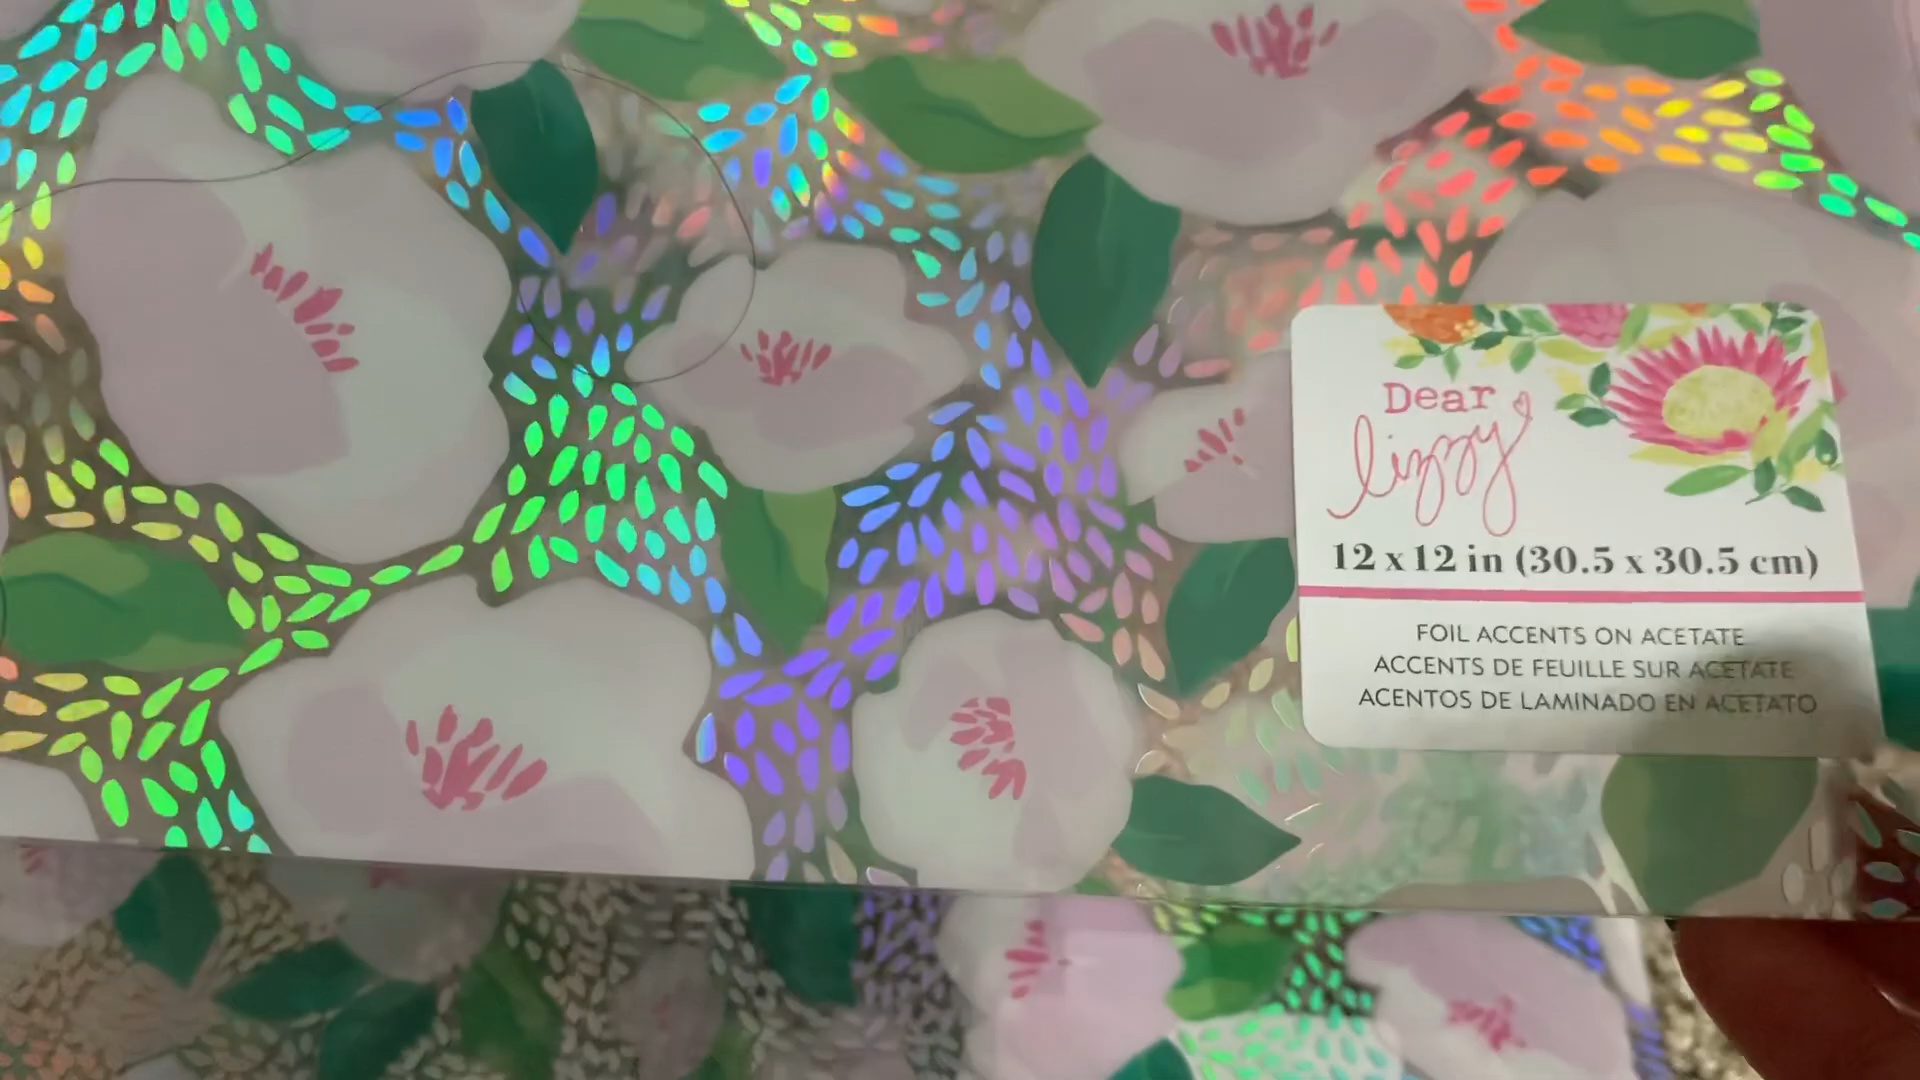 Dear
lizzy
12 x 12 in (30.5 x 30.5 cm)
FOIL ACCENTS ON ACETATE
ACCENTS DE FEUILLE SUR ACETATE
ACENTOS DE LAMINADO EN ACETATO